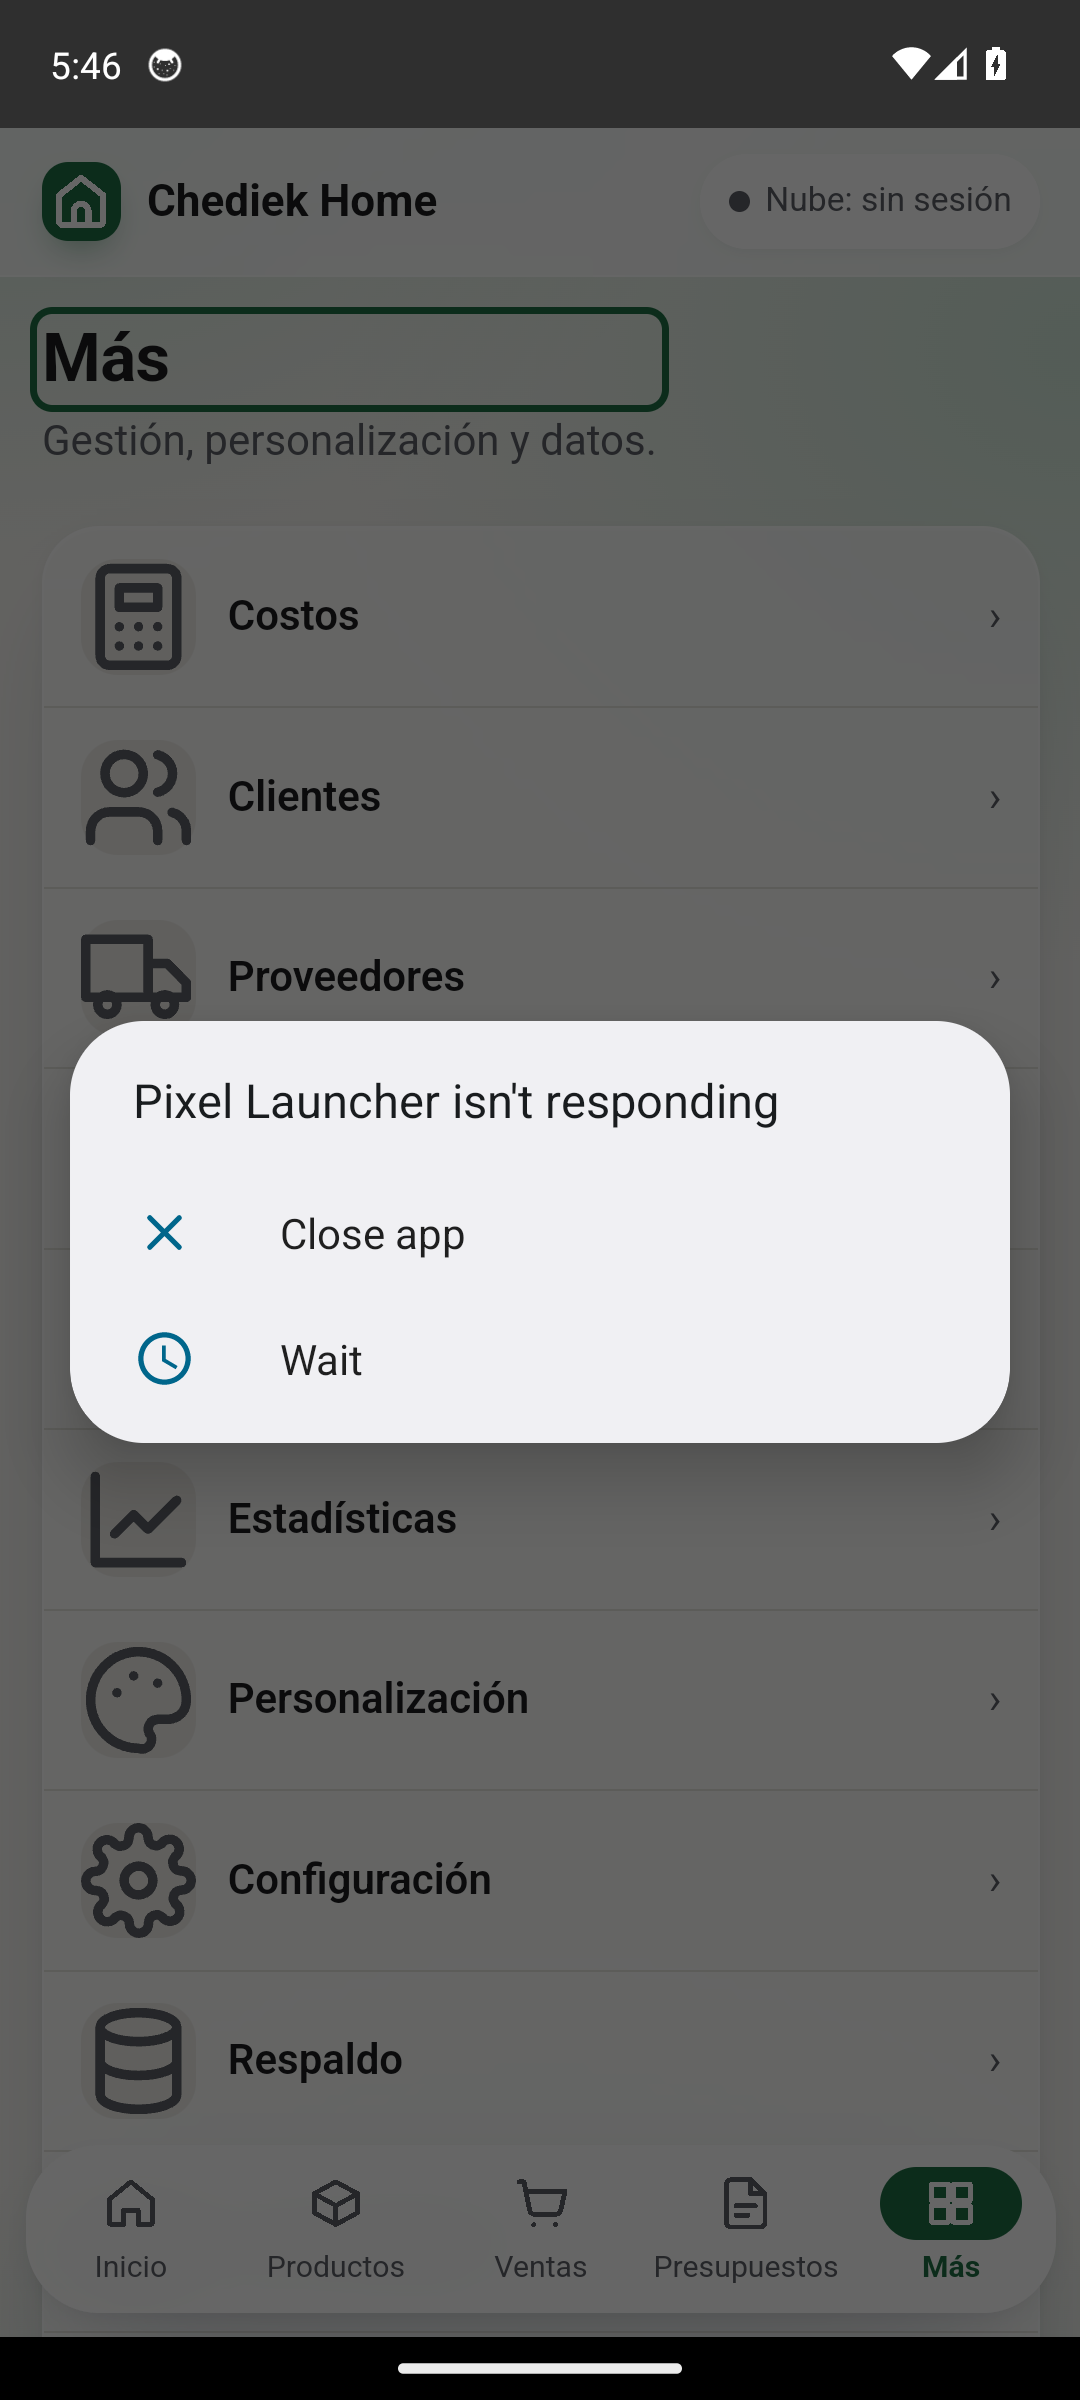 5:46
Chediek Home
Nube: sin sesión
Más
Gestión, personalización y datos.
Costos
Clientes
Proveedores
Pixel Launcher isn't responding
Close app
Wait
Estadísticas
Personalización
Configuración
Respaldo
Inicio
Productos
Ventas
Presupuestos
Más